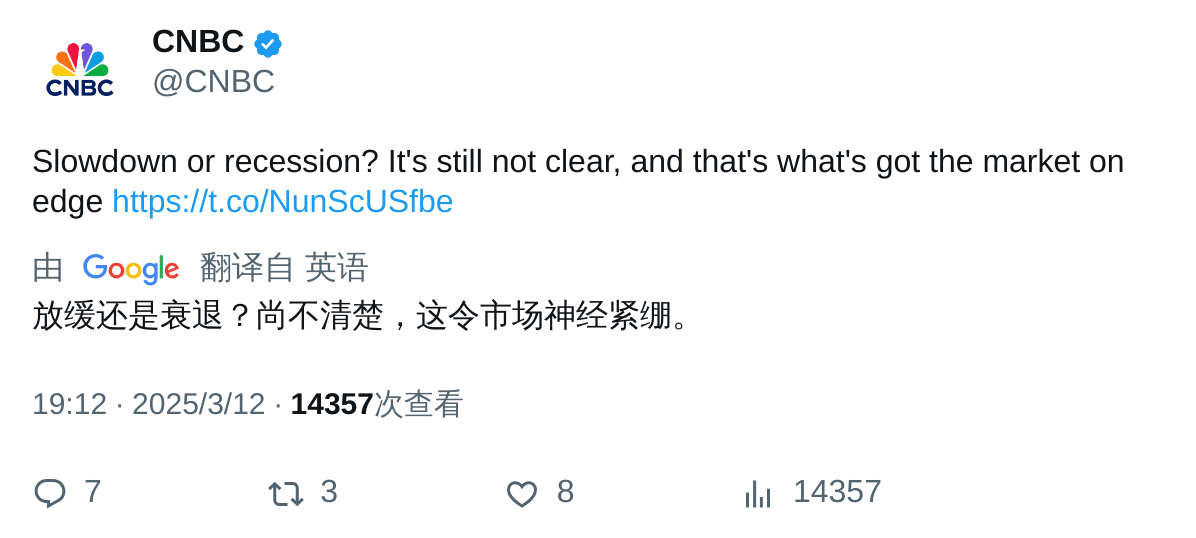 CNBC
@CNBC
CNBC
Slowdown or recession? It's still not clear, and that's what's got the market on
edge https://t.co/NunScUSfbe
由 Google 翻译自 英语
放缓还是衰退？尚不清楚，这令市场神经紧绷。
19:12 · 2025/3/12 · 14357次查看
7 3 8 14357